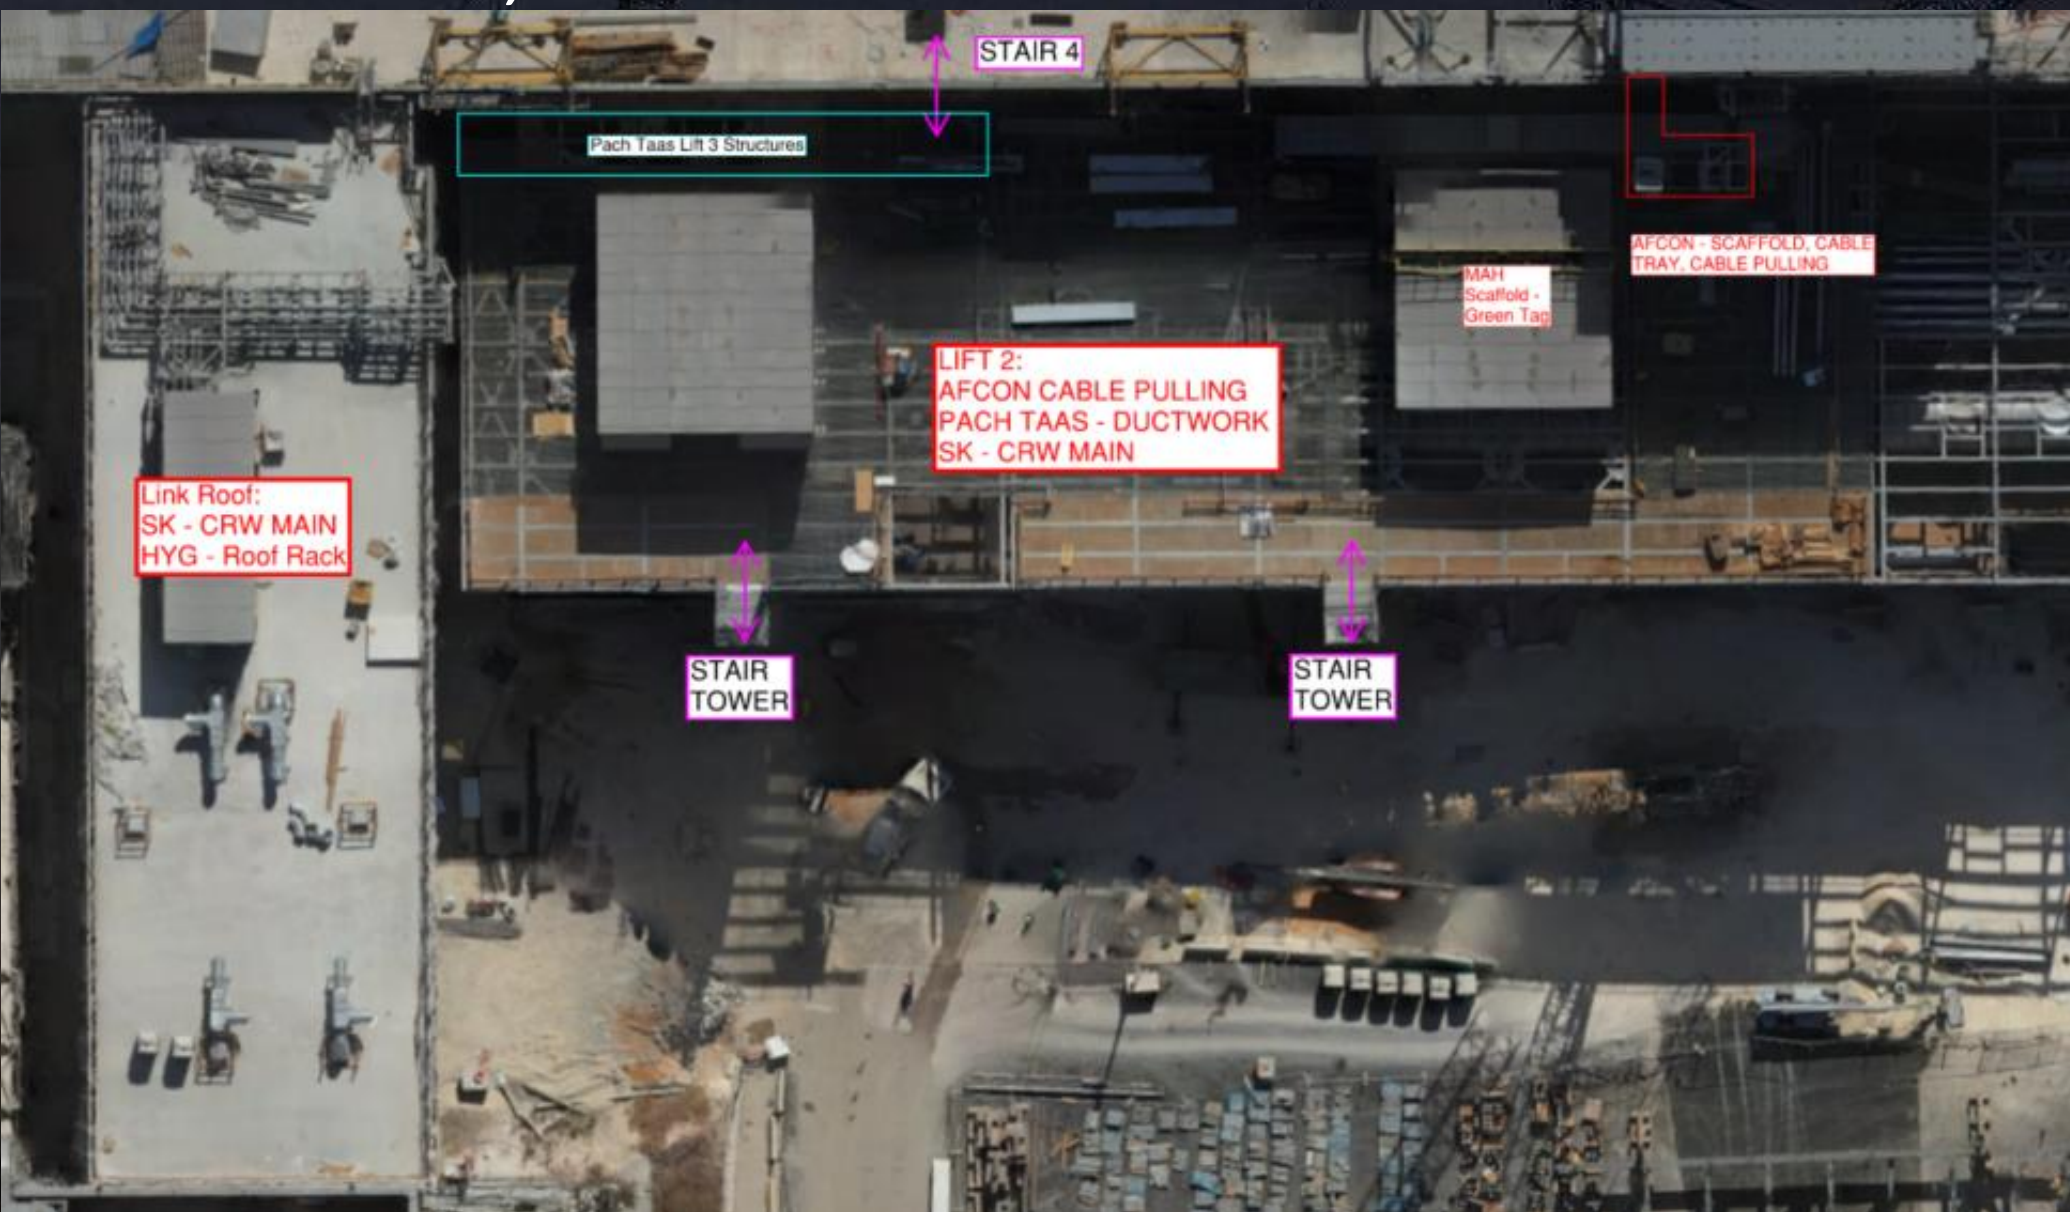 STAIR 4
Pach Taas Lift 3 Structures
AFCON - SCAFFOLD, CABLE
TRAY, CABLE PULLING
MAH
Scaffold -
Green Tag
LIFT 2:
AFCON CABLE PULLING
PACH TAAS - DUCTWORK
SK - CRW MAIN
Link Roof:
SK - CRW MAIN
HYG - Roof Rack
STAIR
TOWER
STAIR
TOWER